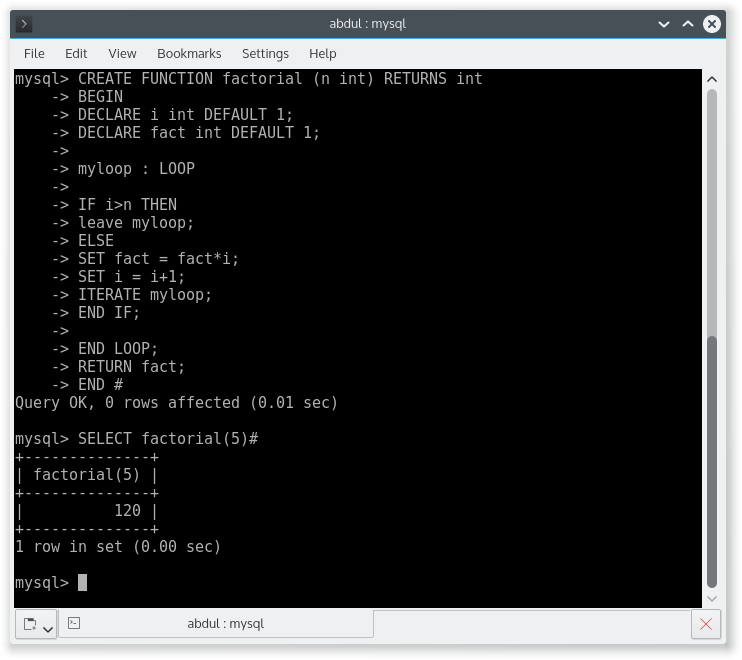 abdul : mysql
File Edit View Bookmarks Settings Help
mysql> CREATE FUNCTION factorial (n int) RETURNS int
    -> BEGIN
    -> DECLARE i int DEFAULT 1;
    -> DECLARE fact int DEFAULT 1;
    ->
    -> myloop : LOOP
    ->
    -> IF i>n THEN
    -> leave myloop;
    -> ELSE
    -> SET fact = fact*i;
    -> SET i = i+1;
    -> ITERATE myloop;
    -> END IF;
    ->
    -> END LOOP;
    -> RETURN fact;
    -> END #
Query OK, 0 rows affected (0.01 sec)
mysql> SELECT factorial(5)#
+--------------+
| factorial(5) |
+--------------+
|          120 |
+--------------+
1 row in set (0.00 sec)
mysql>
abdul : mysql